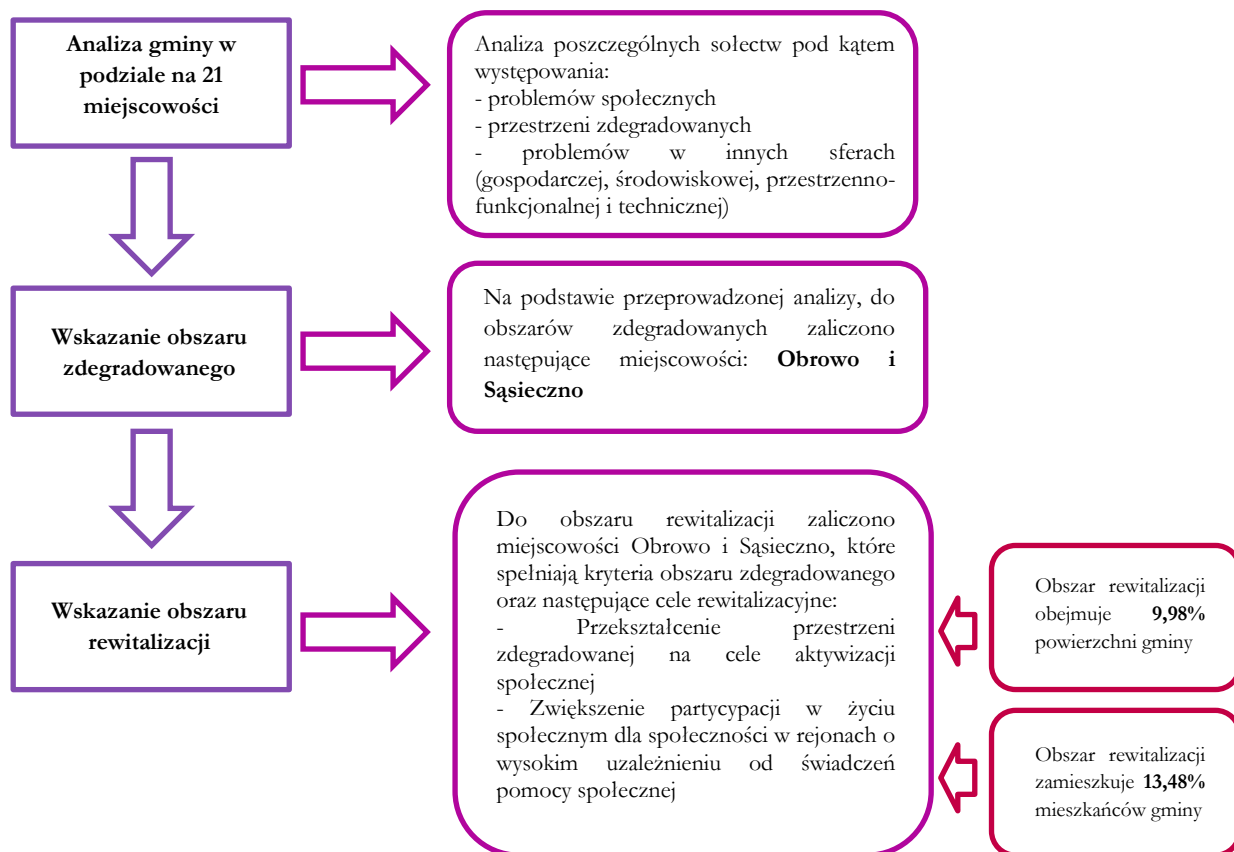 Analiza gminy w
podziale na 21
miejscowości
Analiza poszczególnych sołectw pod kątem
występowania:
- problemów społecznych
- przestrzeni zdegradowanych
- problemów w innych sferach
(gospodarczej, środowiskowej, przestrzenno-
funkcjonalnej i technicznej)
Wskazanie obszaru
zdegradowanego
Na podstawie przeprowadzonej analizy, do
obszarów zdegradowanych zaliczono
następujące miejscowości: Obrowo i
Sąsieczno
Wskazanie obszaru
rewitalizacji
Do obszaru rewitalizacji zaliczono
miejscowości Obrowo i Sąsieczno, które
spełniają kryteria obszaru zdegradowanego
oraz następujące cele rewitalizacyjne:
- Przekształcenie przestrzeni
zdegradowanej na cele aktywizacji
społecznej
- Zwiększenie partycypacji w życiu
społecznym dla społeczności w rejonach o
wysokim uzależnieniu od świadczeń
pomocy społecznej
Obszar rewitalizacji
obejmuje 9,98%
powierzchni gminy
Obszar rewitalizacji
zamieszkuje 13,48%
mieszkańców gminy